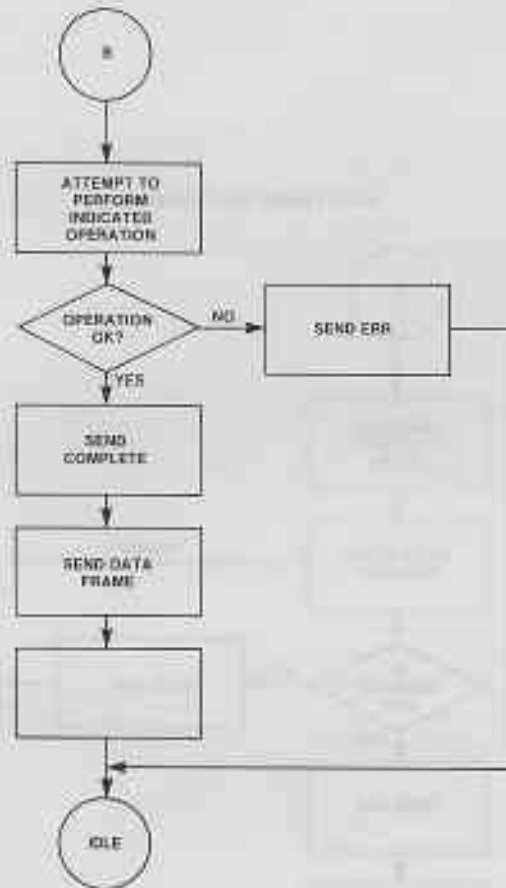 B
ATTEMPT TO
PERFORM
INDICATED
OPERATION
OPERATION
OK?
NO
SEND ERR
YES
SEND
COMPLETE
SEND DATA
FRAME
IDLE